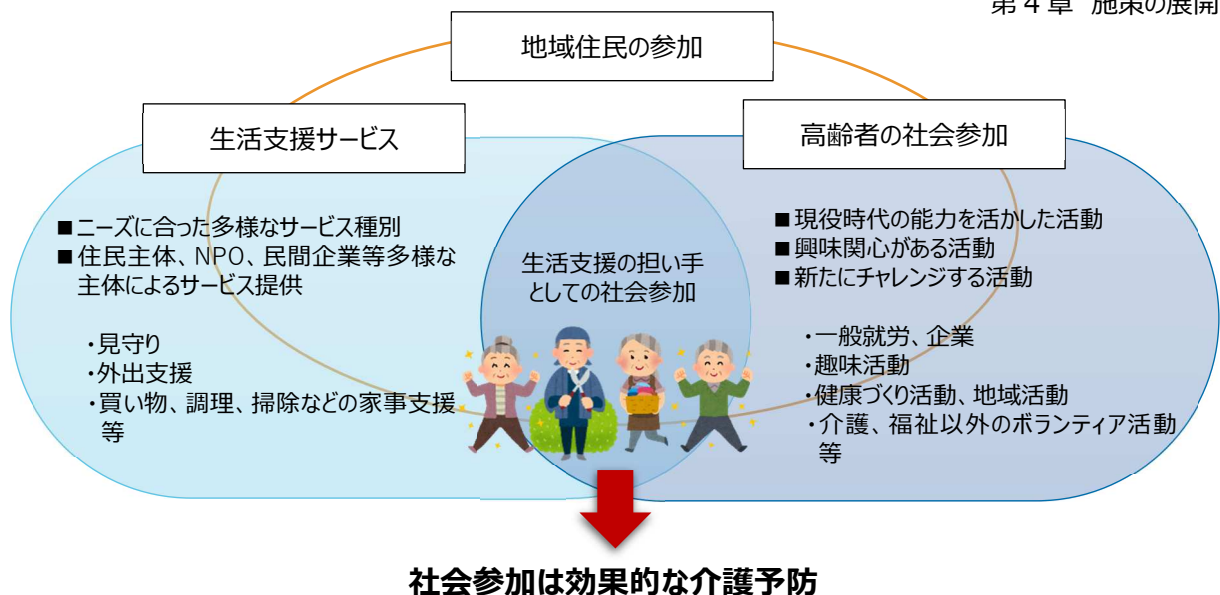 第4章 施策の展開
地域住民の参加
生活支援サービス
高齢者の社会参加
■ニーズに合った多様なサービス種別
■住民主体、NPO、民間企業等多様な
主体によるサービス提供
・見守り
・外出支援
・買い物、調理、掃除などの家事支援
等
生活支援の担い手
としての社会参加
■現役時代の能力を活かした活動
■興味関心がある活動
■新たにチャレンジする活動
・一般就労、企業
・趣味活動
・健康づくり活動、地域活動
・介護、福祉以外のボランティア活動
等
社会参加は効果的な介護予防